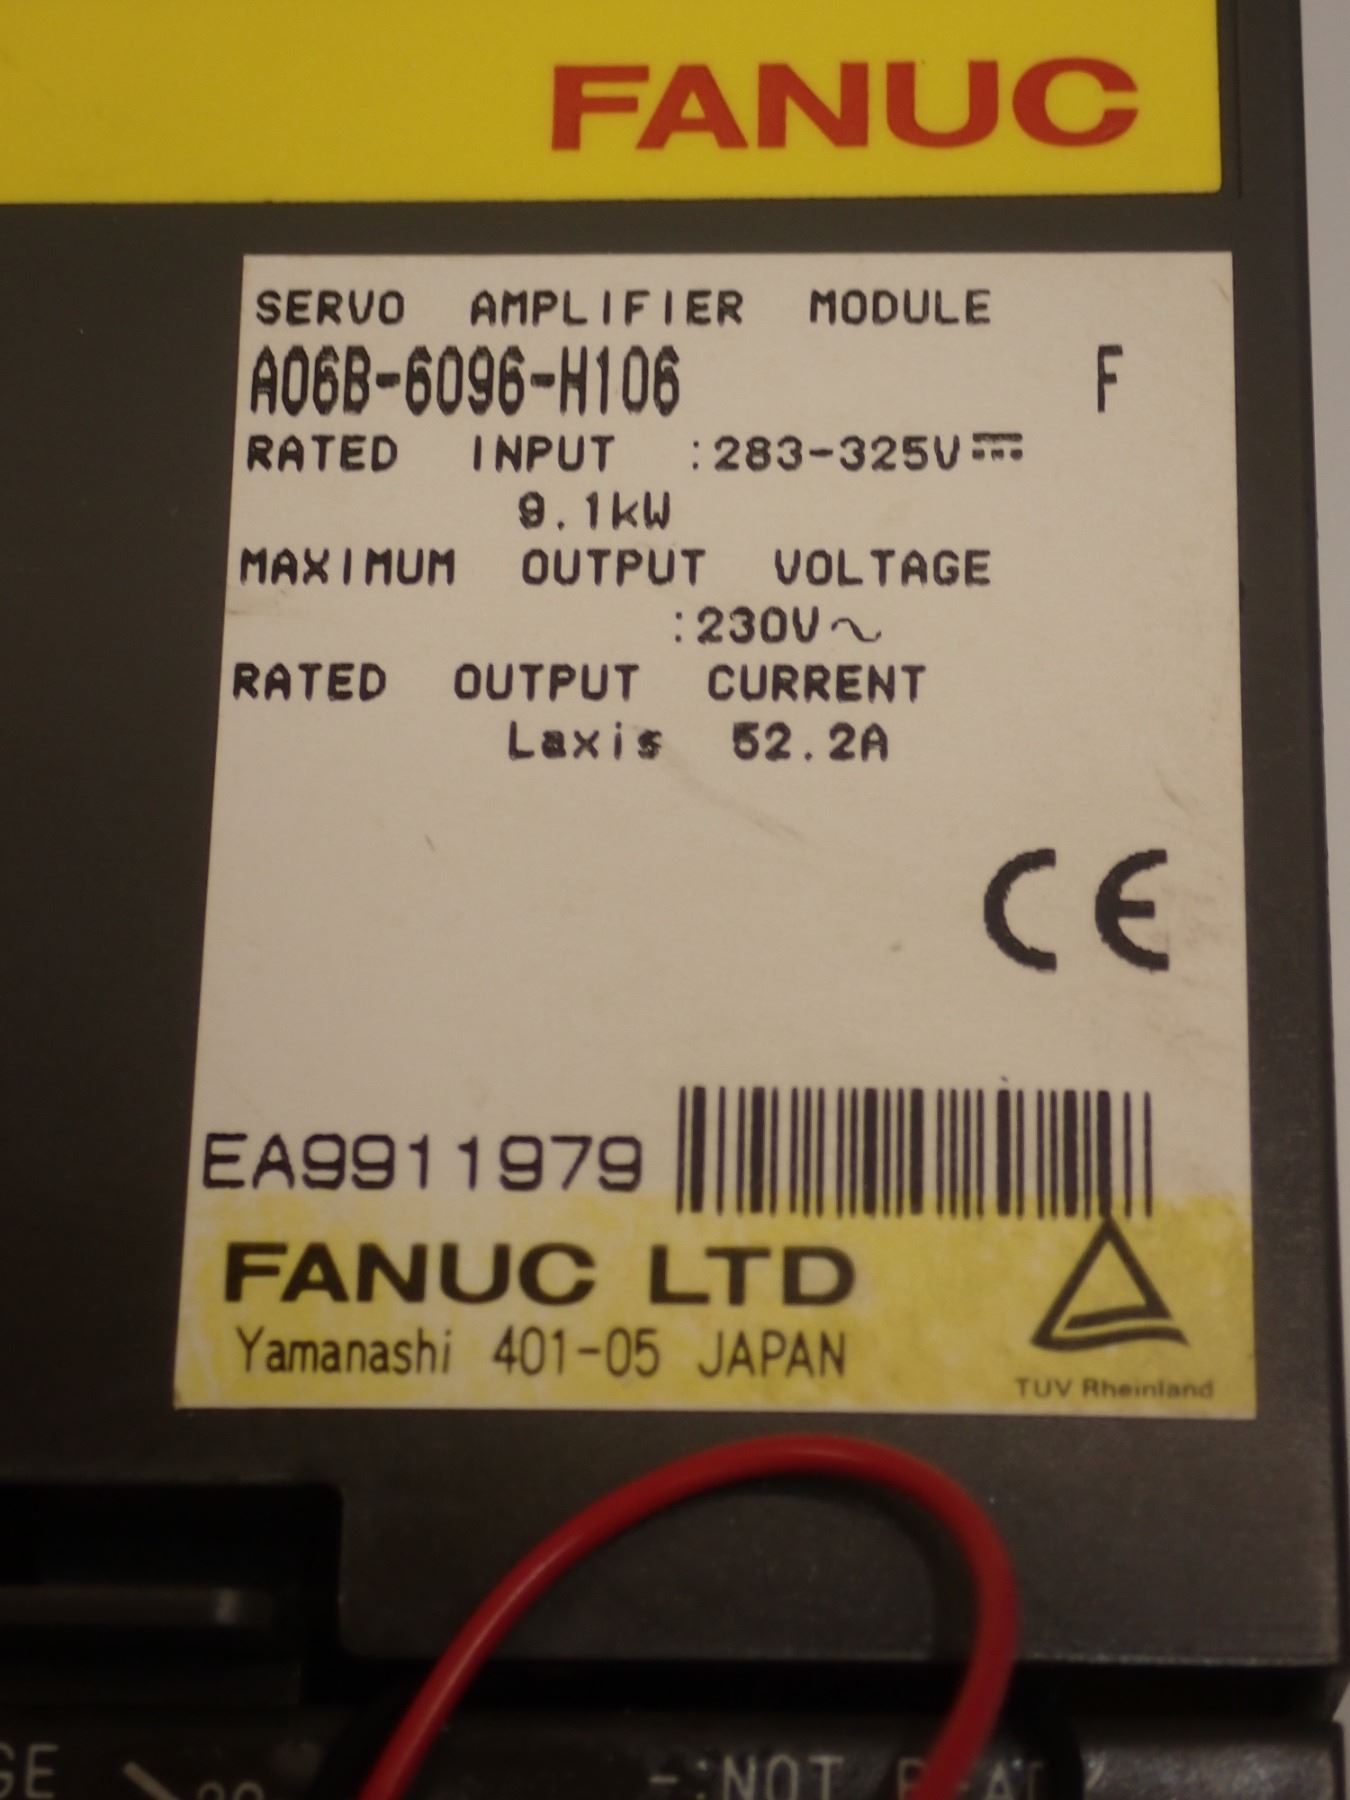 FANUC
SERVO AMPLIFIER MODULE
A06B-6096-H106 F
RATED INPUT :283-325V⎓
9.1kW
MAXIMUM OUTPUT VOLTAGE
:230V~
RATED OUTPUT CURRENT
Laxis 52.2A
CE
EA9911979
FANUC LTD
Yamanashi 401-05 JAPAN
TUV Rheinland
-:NOT